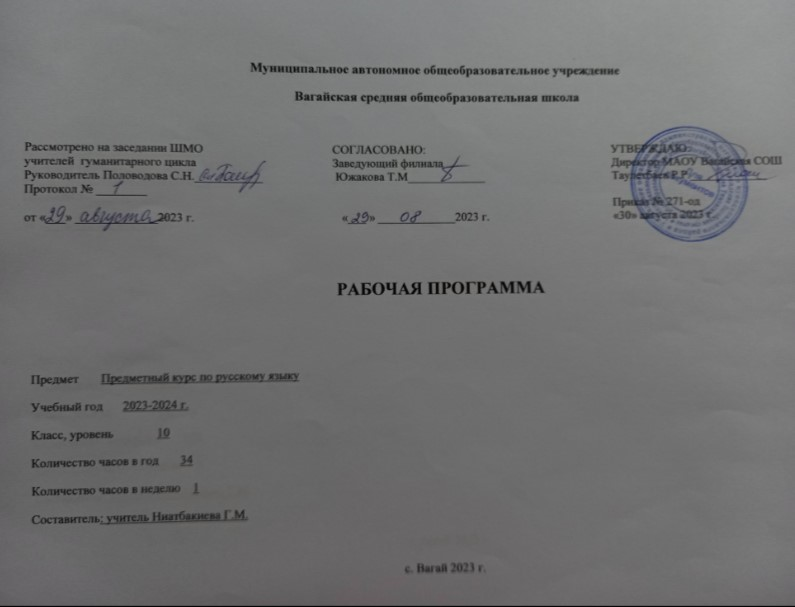 Муниципальное автономное общеобразовательное учреждение
Вагайская средняя общеобразовательная школа
Рассмотрено на заседании ШМО
учителей гуманитарного цикла
Руководитель Половодова С.Н.
Протокол № 1
от «29» августа 2023 г.
СОГЛАСОВАНО:
Заведующий филиала
Южакова Т.М
«29» 08 2023 г.
УТВЕРЖДАЮ:
Директор МАОУ Вагайская СОШ
Приказ № 271-од
«30» августа 2023 г.
РАБОЧАЯ ПРОГРАММА
Предмет Предметный курс по русскому языку
Учебный год 2023-2024 г.
Класс, уровень 10
Количество часов в год 34
Количество часов в неделю 1
Составитель: учитель Ниатбакиева Г.М.
с. Вагай 2023 г.